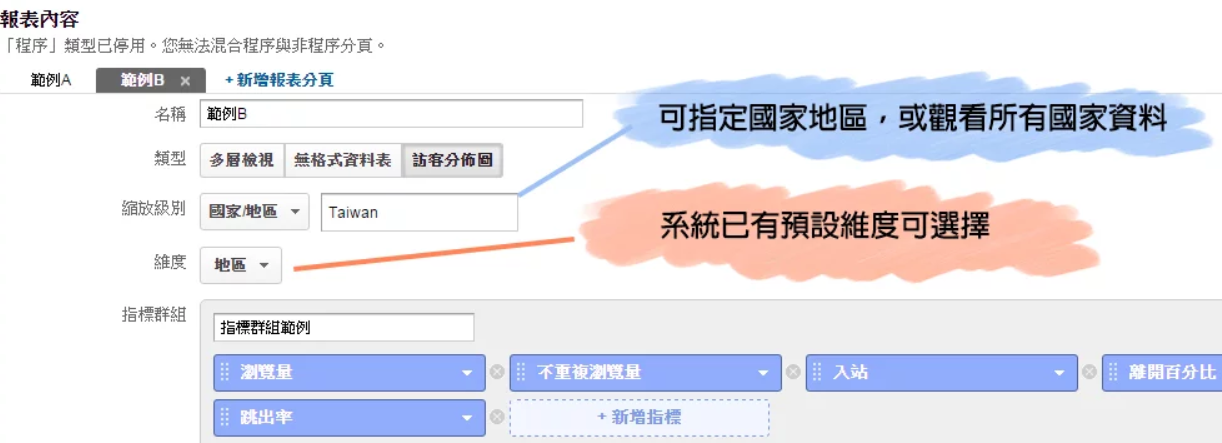 報表內容
「程序」類型已停用。您無法混合程序與非程序分頁。
範例A 範例B × +新增報表分頁
名稱 範例B
可指定國家地區，或觀看所有國家資料
類型 多層檢視 無格式資料表 訪客分佈圖
縮放級別 國家/地區 Taiwan
系統已有預設維度可選擇
維度 地區
指標群組 指標群組範例
瀏覽量 不重複瀏覽量 入站 離開百分比
跳出率 +新增指標